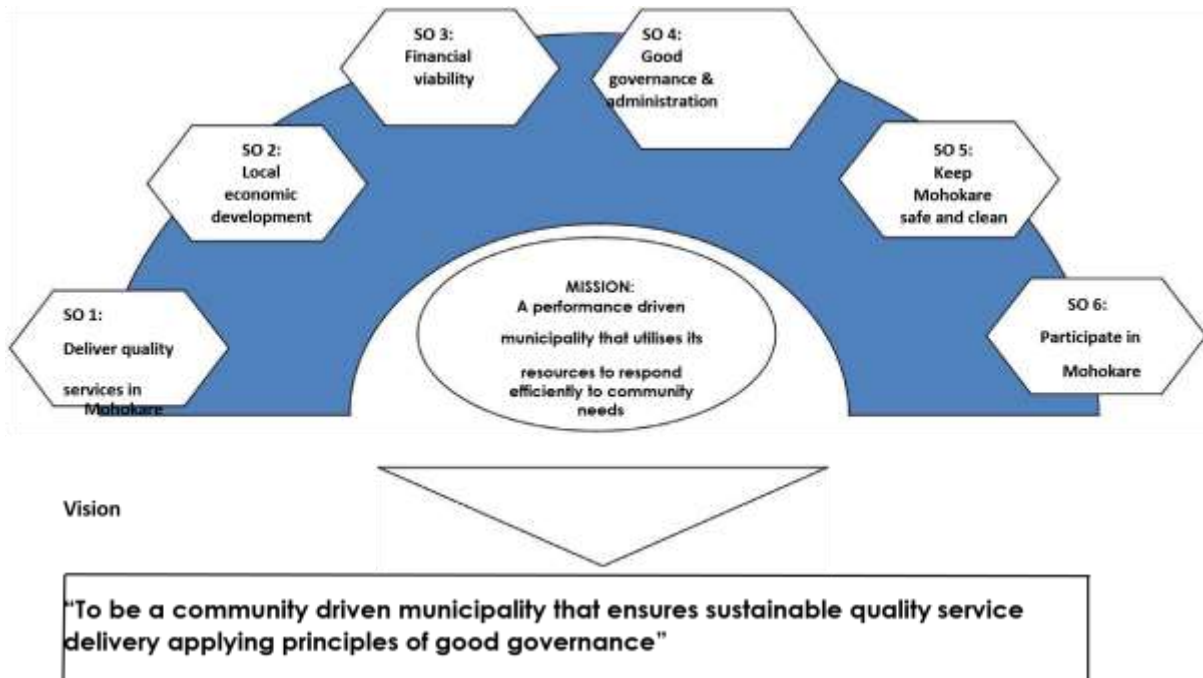 SO 1:
Deliver quality
services in
Mohokare
SO 2:
Local
economic
development
SO 3:
Financial
viability
SO 4:
Good
governance &
administration
SO 5:
Keep
Mohokare
safe and clean
SO 6:
Participate in
Mohokare
MISSION:
A performance driven
municipality that utilises its
resources to respond
efficiently to community
needs
Vision
“To be a community driven municipality that ensures sustainable quality service
delivery applying principles of good governance”